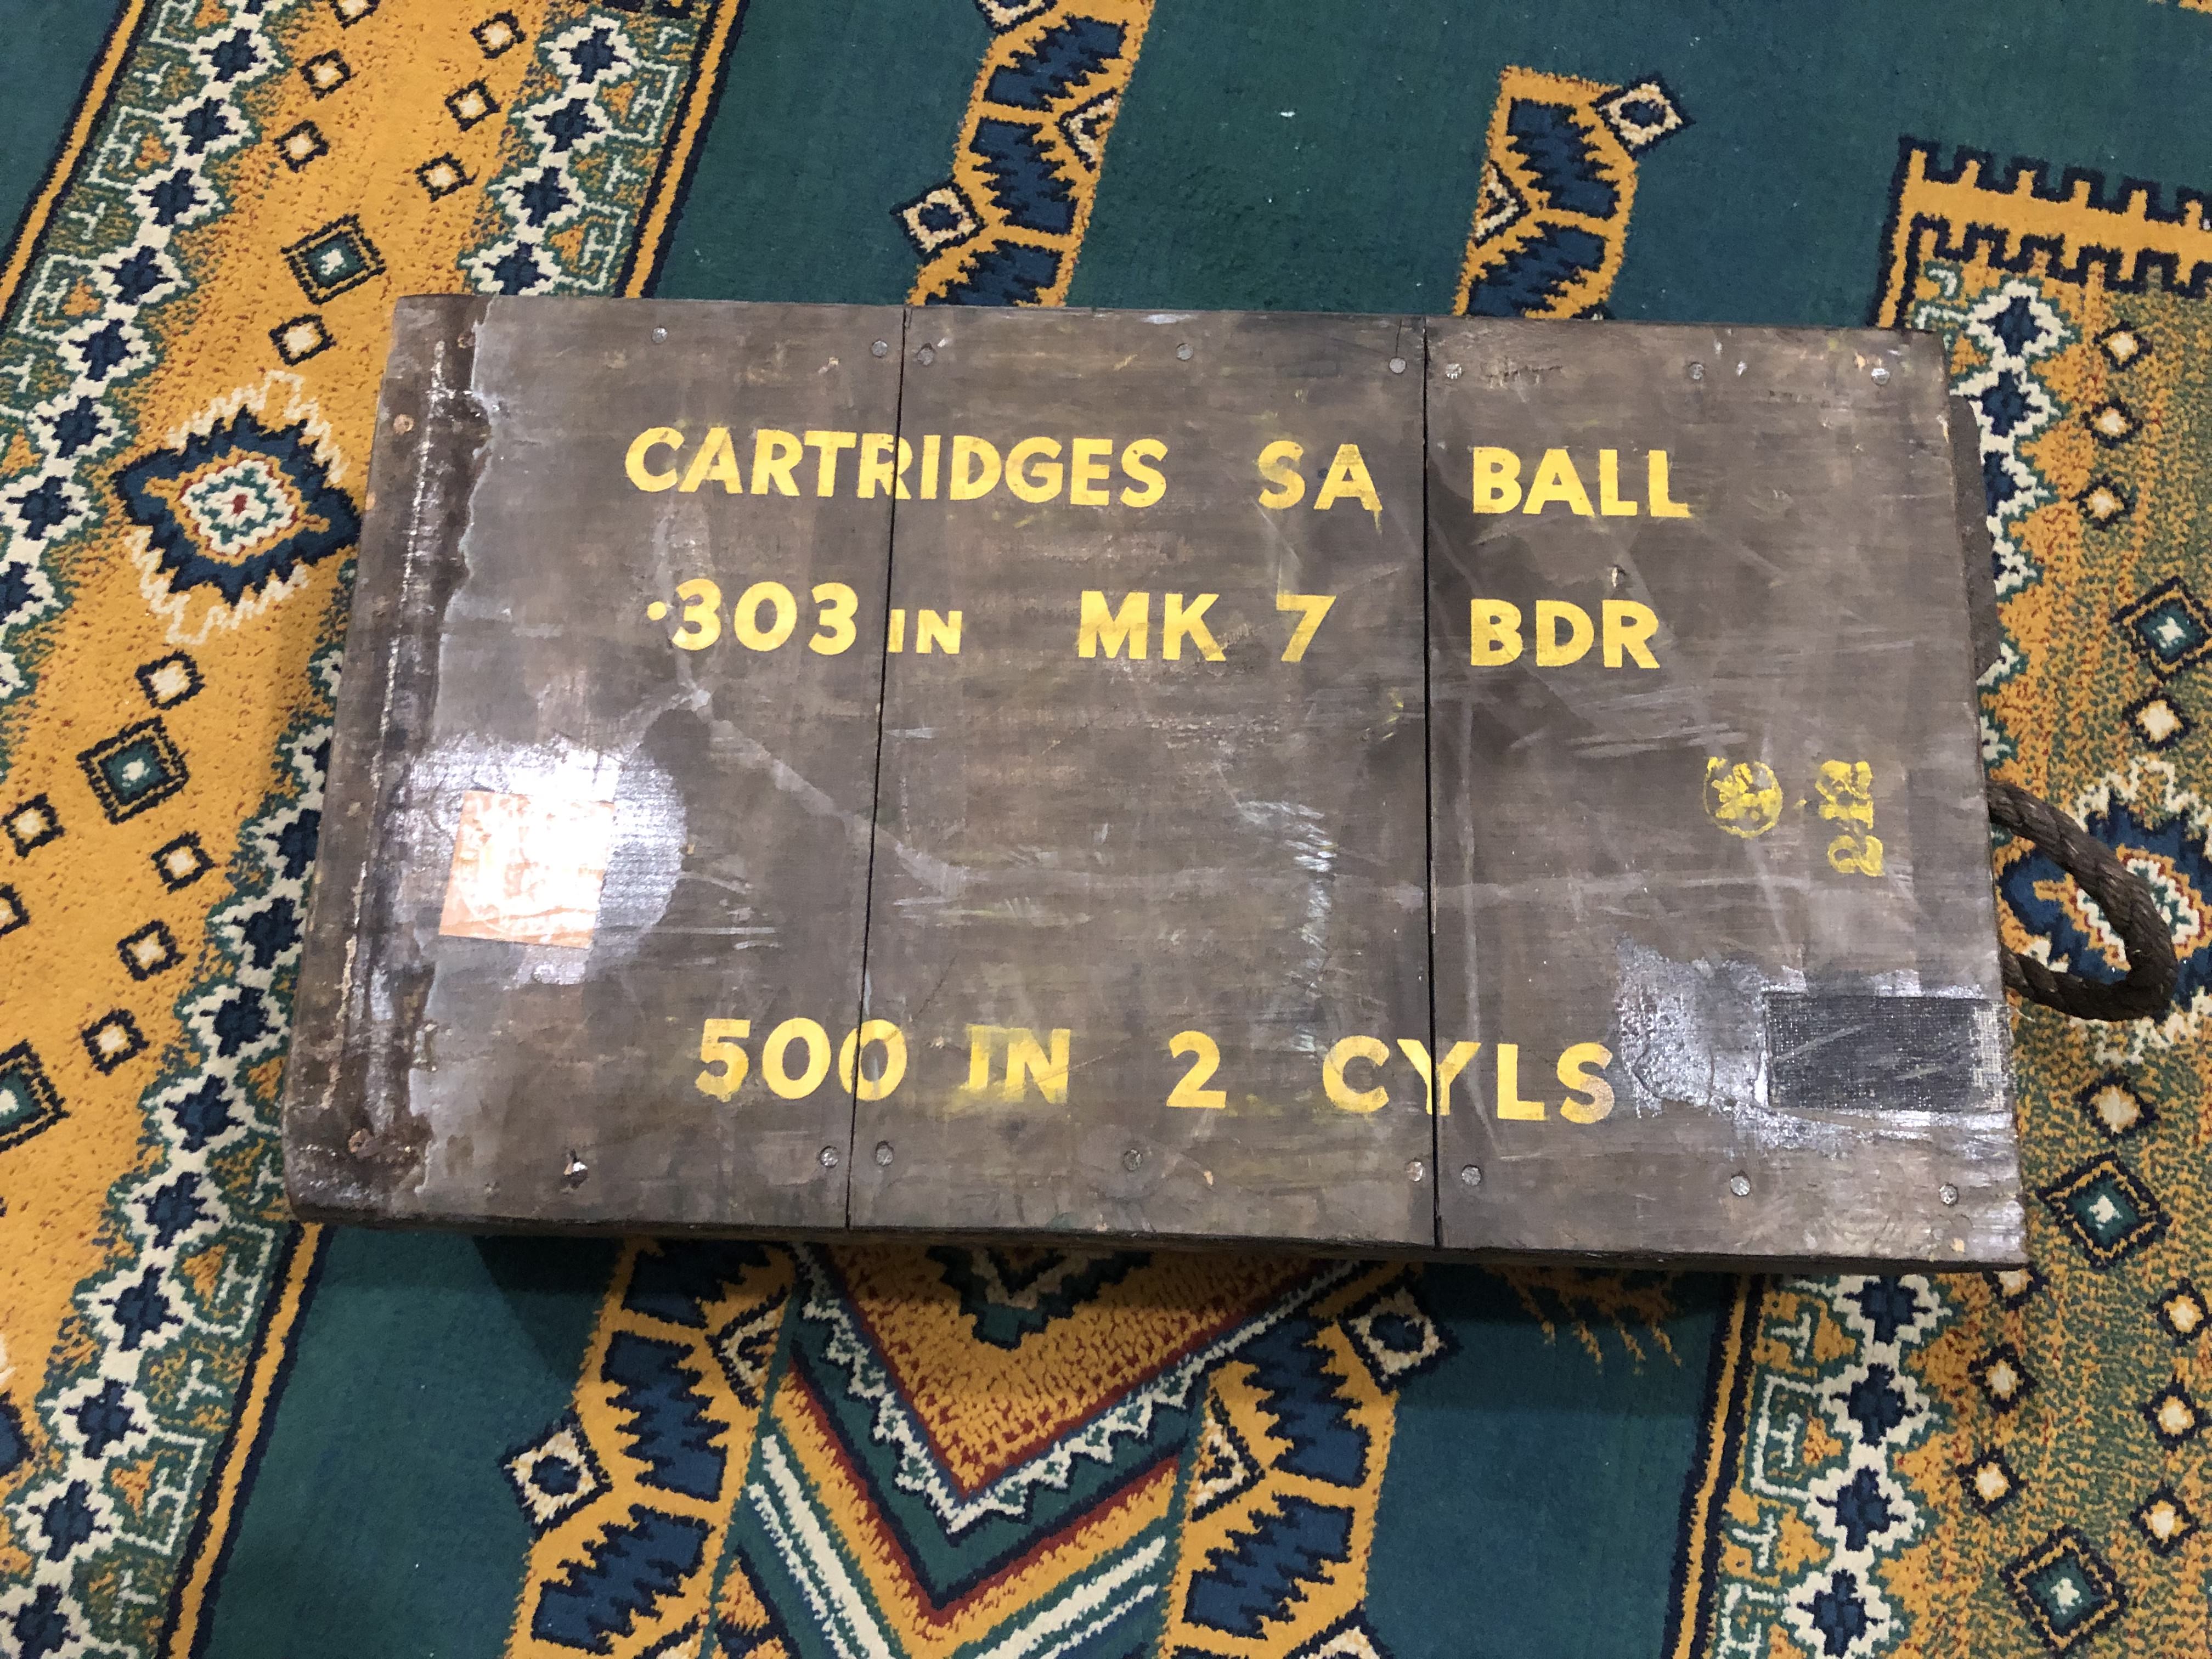 CARTRIDGES SA BALL
·303 IN MK 7 BDR
500 IN 2 CYLS